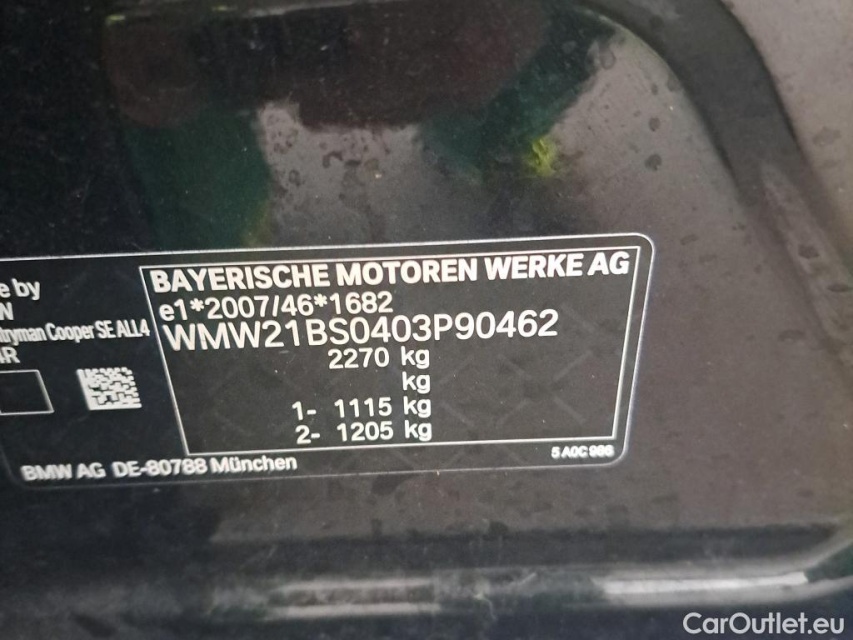 e by
N
tryman Cooper SE ALL4
R
BAYERISCHE MOTOREN WERKE AG
e1*2007/46*1682
WMW21BS0403P90462
2270 kg
kg
1- 1115 kg
2- 1205 kg
BMW AG DE-80788 München
5 A0C 986
CarOutlet.eu